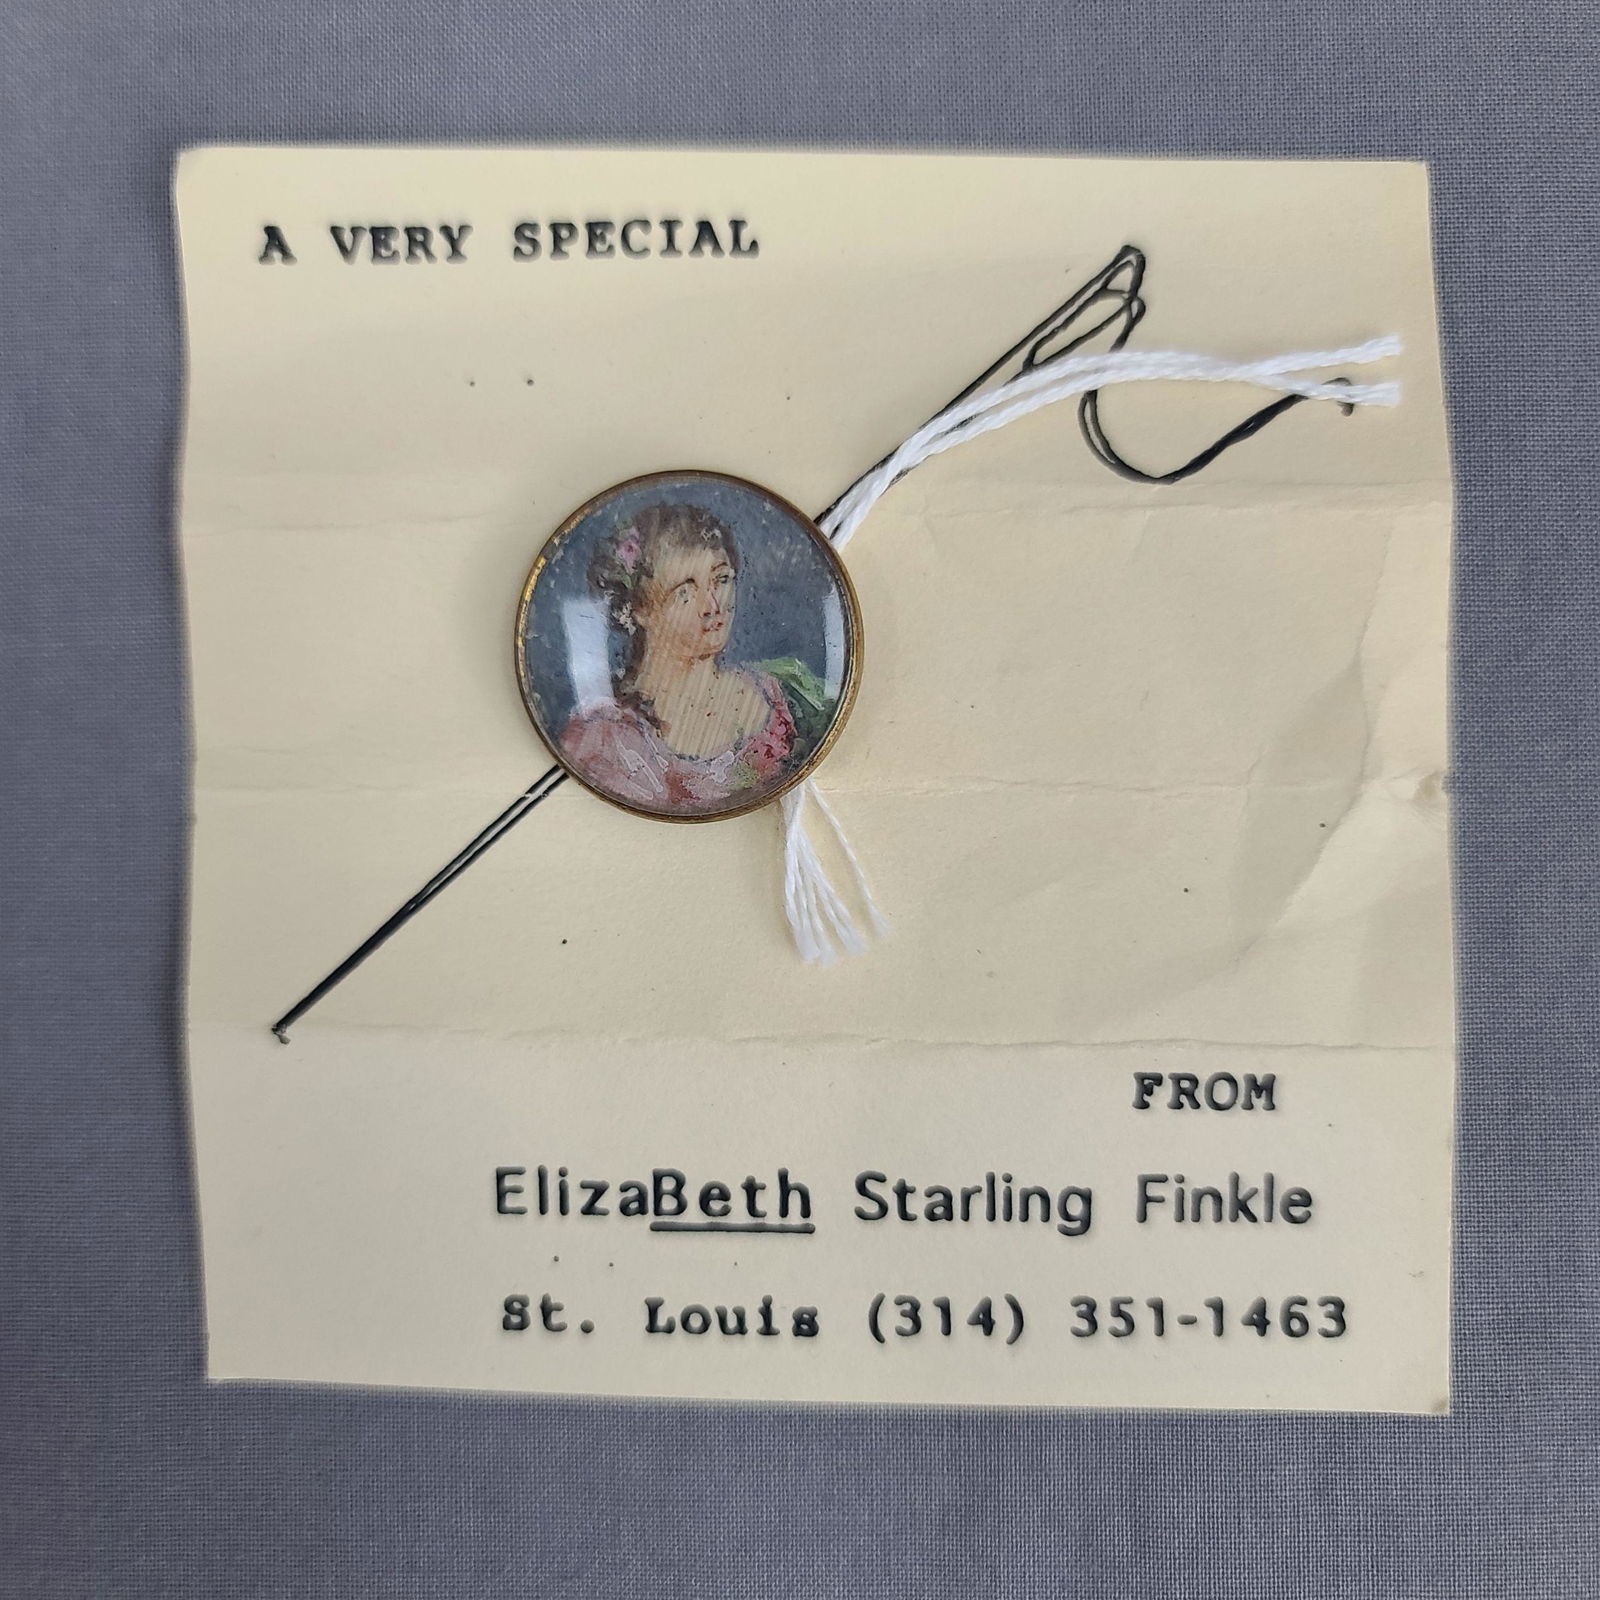 A VERY SPECIAL
FROM
ElizaBeth Starling Finkle
St. Louis (314) 351-1463